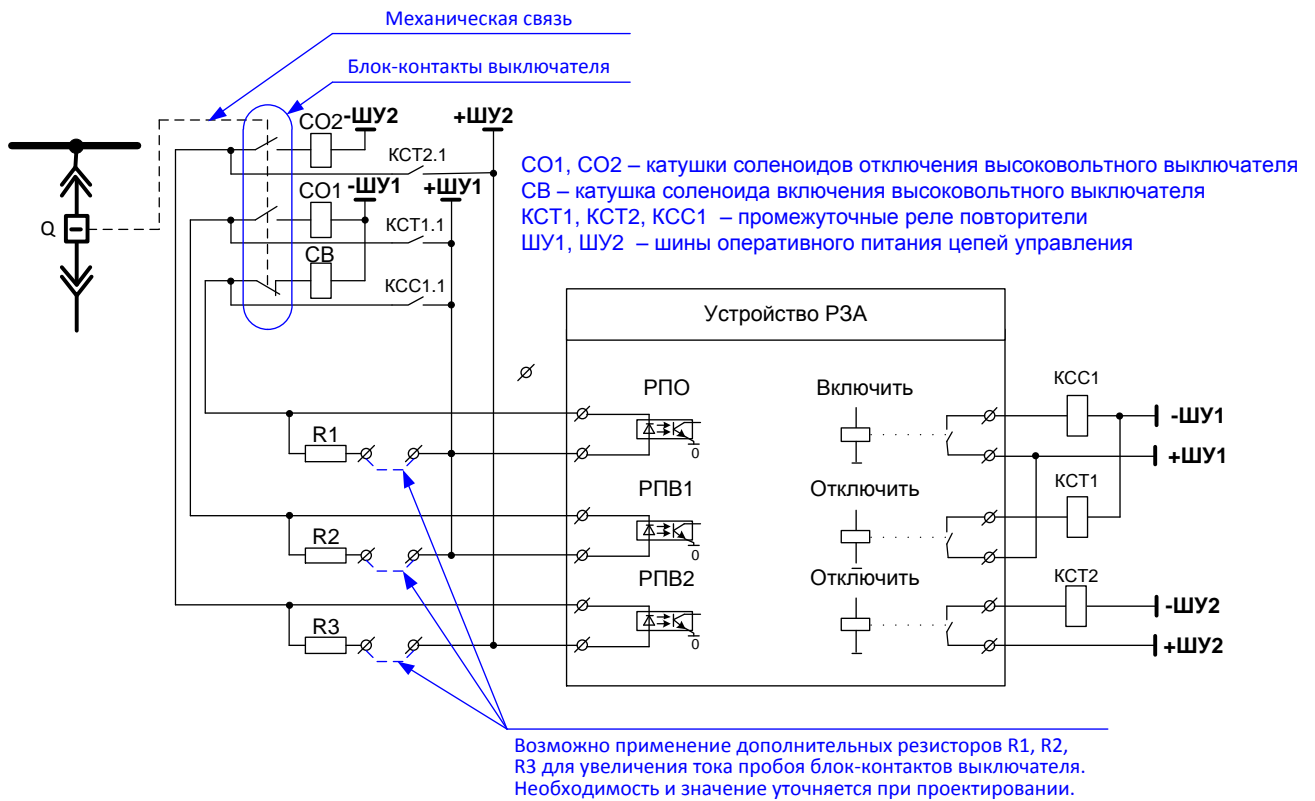 Механическая связь
Блок-контакты выключателя
СО2
-ШУ2
+ШУ2
КСТ2.1
СО1
-ШУ1
+ШУ1
КСТ1.1
СВ
КСС1.1
Q
СО1, СО2 – катушки соленоидов отключения высоковольтного выключателя
СВ – катушка соленоида включения высоковольтного выключателя
КСТ1, КСТ2, КСС1 – промежуточные реле повторители
ШУ1, ШУ2 – шины оперативного питания цепей управления
Устройство РЗА
РПО
Включить
КСС1
-ШУ1
R1
0
+ШУ1
РПВ1
Отключить
КСТ1
R2
0
РПВ2
Отключить
КСТ2
-ШУ2
R3
0
+ШУ2
Возможно применение дополнительных резисторов R1, R2,
R3 для увеличения тока пробоя блок-контактов выключателя.
Необходимость и значение уточняется при проектировании.